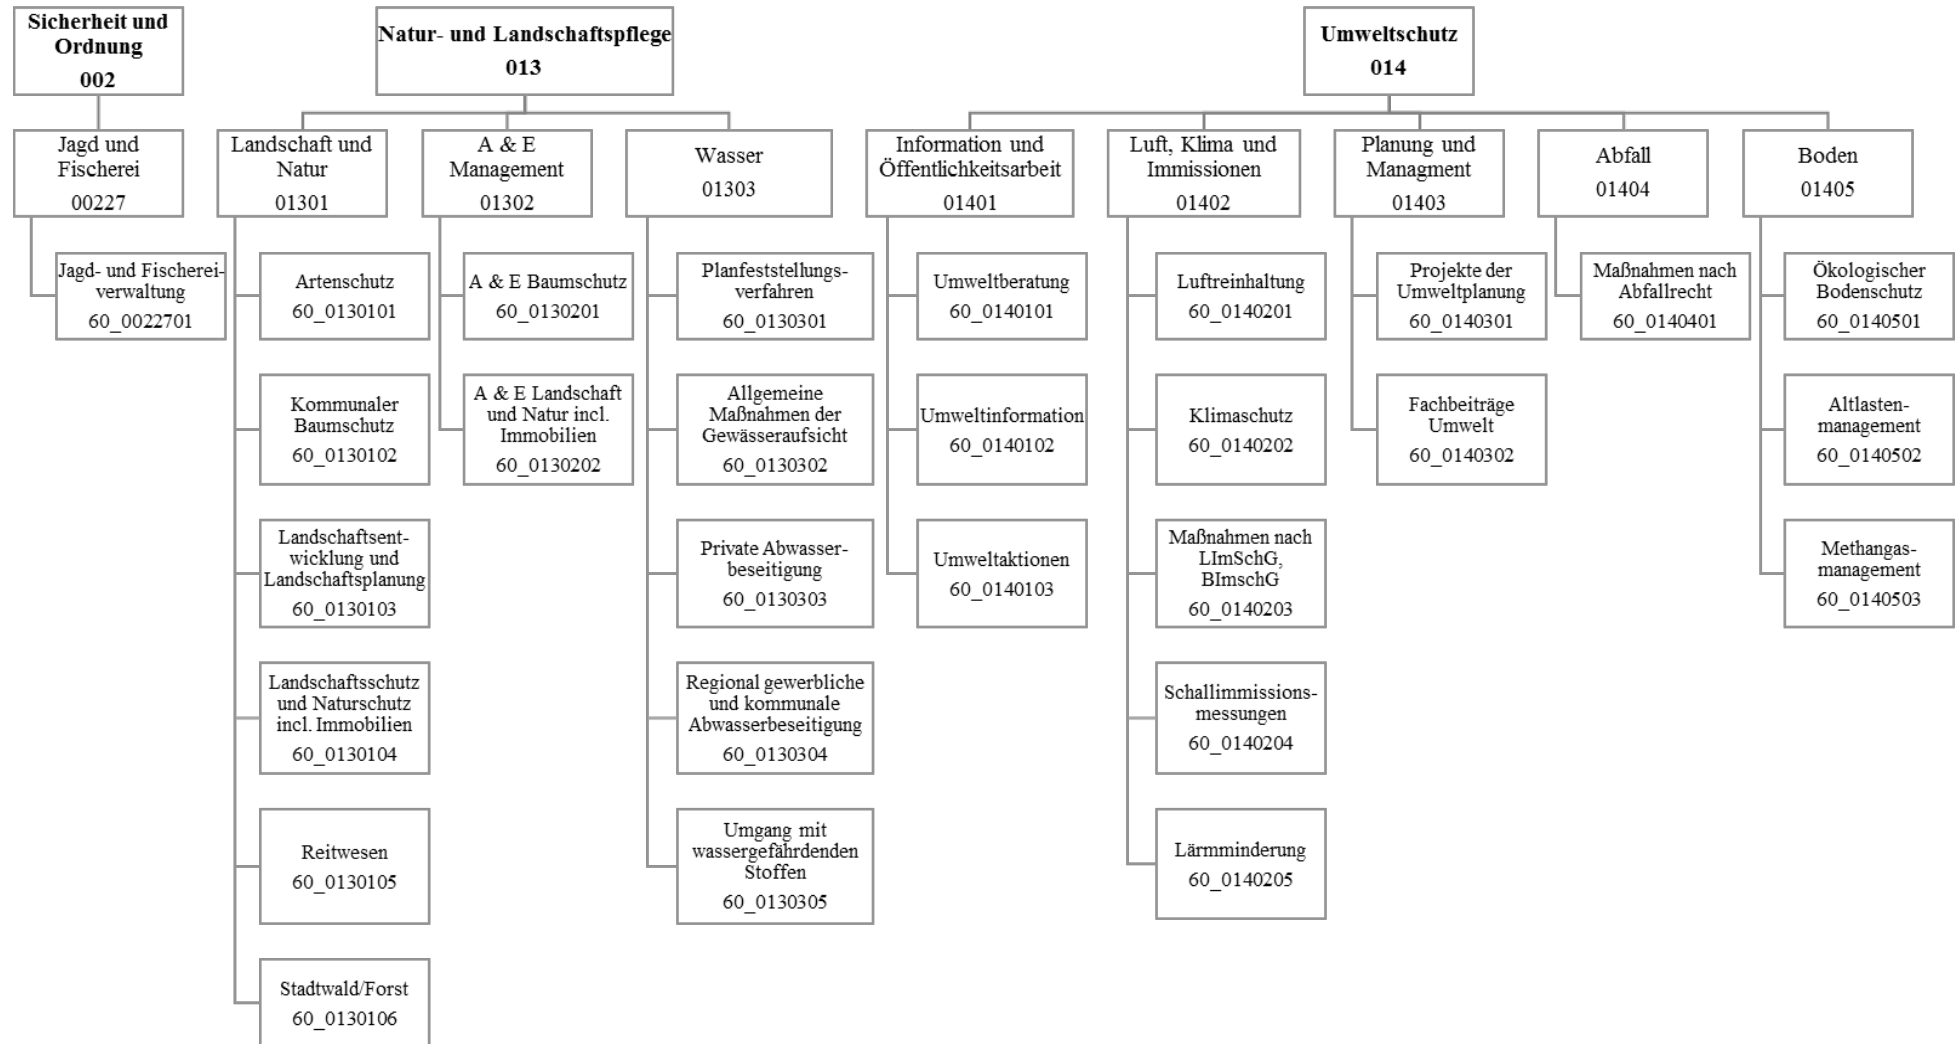 Sicherheit und
Ordnung
002
Jagd und
Fischerei
00227
Jagd- und Fischerei-
verwaltung
60_0022701
Natur- und Landschaftspflege
013
Landschaft und
Natur
01301
Artenschutz
60_0130101
Kommunaler
Baumschutz
60_0130102
Landschaftsent-
wicklung und
Landschaftsplanung
60_0130103
Landschaftsschutz
und Naturschutz
incl. Immobilien
60_0130104
Reitwesen
60_0130105
Stadtwald/Forst
60_0130106
A & E
Management
01302
A & E Baumschutz
60_0130201
A & E Landschaft
und Natur incl.
Immobilien
60_0130202
Wasser
01303
Planfeststellungs-
verfahren
60_0130301
Allgemeine
Maßnahmen der
Gewässeraufsicht
60_0130302
Private Abwasser-
beseitigung
60_0130303
Regional gewerbliche
und kommunale
Abwasserbeseitigung
60_0130304
Umgang mit
wassergefährdenden
Stoffen
60_0130305
Umweltschutz
014
Information und
Öffentlichkeitsarbeit
01401
Umweltberatung
60_0140101
Umweltinformation
60_0140102
Umweltaktionen
60_0140103
Luft, Klima und
Immissionen
01402
Luftreinhaltung
60_0140201
Klimaschutz
60_0140202
Maßnahmen nach
LImSchG,
BImschG
60_0140203
Schallimmissions-
messungen
60_0140204
Lärmminderung
60_0140205
Planung und
Managment
01403
Projekte der
Umweltplanung
60_0140301
Fachbeiträge
Umwelt
60_0140302
Abfall
01404
Maßnahmen nach
Abfallrecht
60_0140401
Boden
01405
Ökologischer
Bodenschutz
60_0140501
Altlasten-
management
60_0140502
Methangas-
management
60_0140503